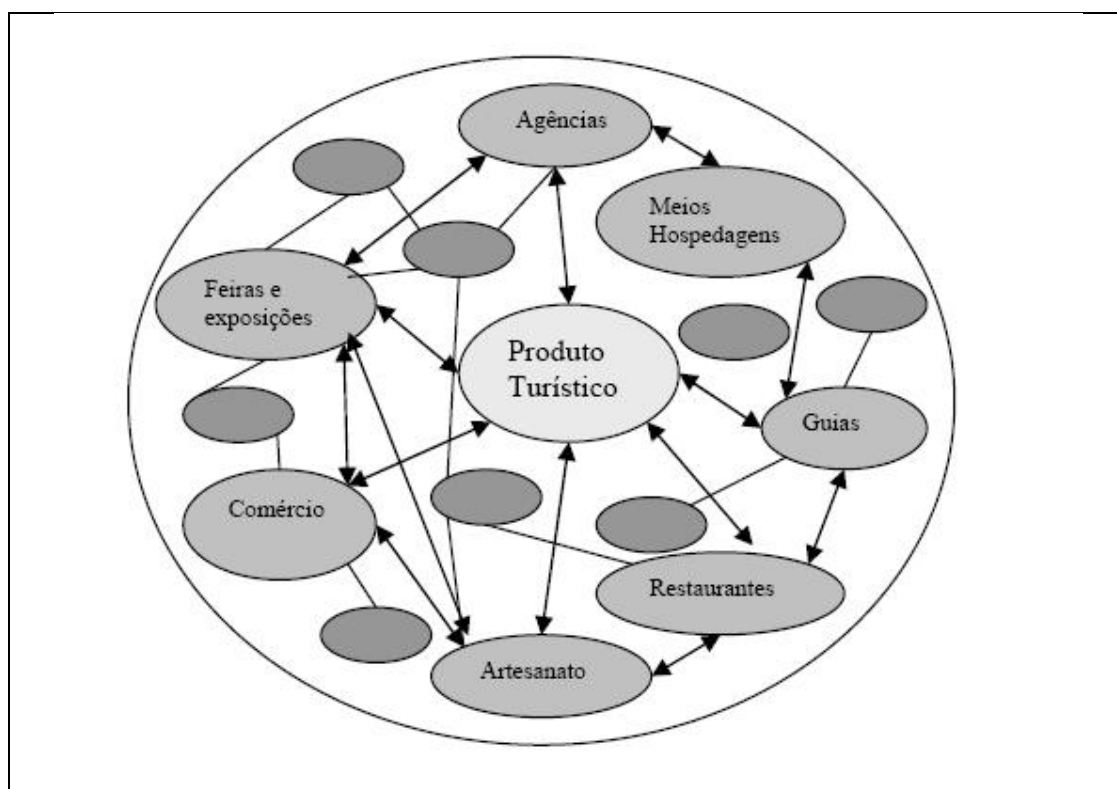 Agências
Meios
Hospedagens
Feiras e
exposições
Produto
Turístico
Guias
Comércio
Restaurantes
Artesanato